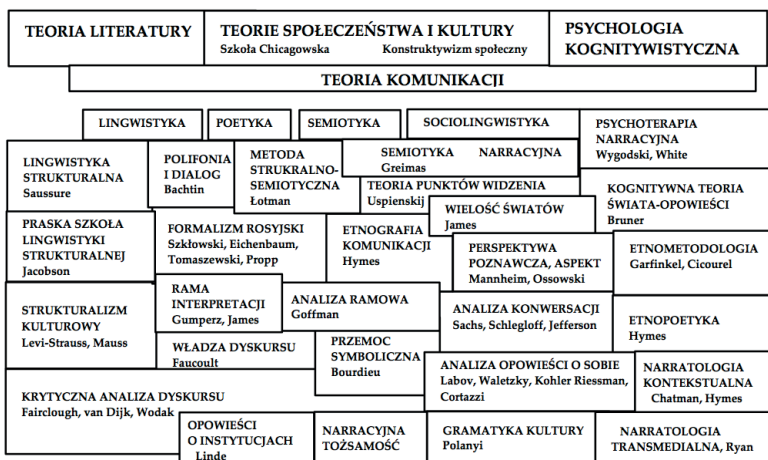 TEORIA LITERATURY
TEORIE SPOŁECZEŃSTWA I KULTURY
Szkoła Chicagowska Konstruktywizm społeczny
PSYCHOLOGIA
KOGNITYWISTYCZNA
TEORIA KOMUNIKACJI
LINGWISTYKA
POETYKA
SEMIOTYKA
SOCIOLINGWISTYKA
PSYCHOTERAPIA
NARRACYJNA
Wygodski, White
LINGWISTYKA
STRUKTURALNA
Saussure
POLIFONIA
I DIALOG
Bachtin
METODA
STRUKRALNO-
SEMIOTYCZNA
Łotman
SEMIOTYKA NARRACYJNA
Greimas
TEORIA PUNKTÓW WIDZENIA
Uspienskij
KOGNITYWNA TEORIA
ŚWIATA-OPOWIEŚCI
Bruner
WIELOŚĆ ŚWIATÓW
James
PRASKA SZKOŁA
LINGWISTYKI
STRUKTURALNEJ
Jacobson
FORMALIZM ROSYJSKI
Szkłowski, Eichenbaum,
Tomaszewski, Propp
ETNOGRAFIA
KOMUNIKACJI
Hymes
PERSPEKTYWA
POZNAWCZA, ASPEKT
Mannheim, Ossowski
ETNOMETODOLOGIA
Garfinkel, Cicourel
STRUKTURALIZM
KULTUROWY
Levi-Strauss, Mauss
RAMA
INTERPRETACJI
Gumperz, James
ANALIZA RAMOWA
Goffman
ANALIZA KONWERSACJI
Sachs, Schlegloff, Jefferson
ETNOPOETYKA
Hymes
WŁADZA DYSKURSU
Faucoult
PRZEMOC
SYMBOLICZNA
Bourdieu
ANALIZA OPOWIEŚCI O SOBIE
Labov, Waletzky, Kohler Riessman,
Cortazzi
NARRATOLOGIA
KONTEKSTUALNA
Chatman, Hymes
KRYTYCZNA ANALIZA DYSKURSU
Fairclough, van Dijk, Wodak
OPOWIEŚCI
O INSTYTUCJACH
Linde
NARRACYJNA
TOŻSAMOŚĆ
GRAMATYKA KULTURY
Polanyi
NARRATOLOGIA
TRANSMEDIALNA, Ryan